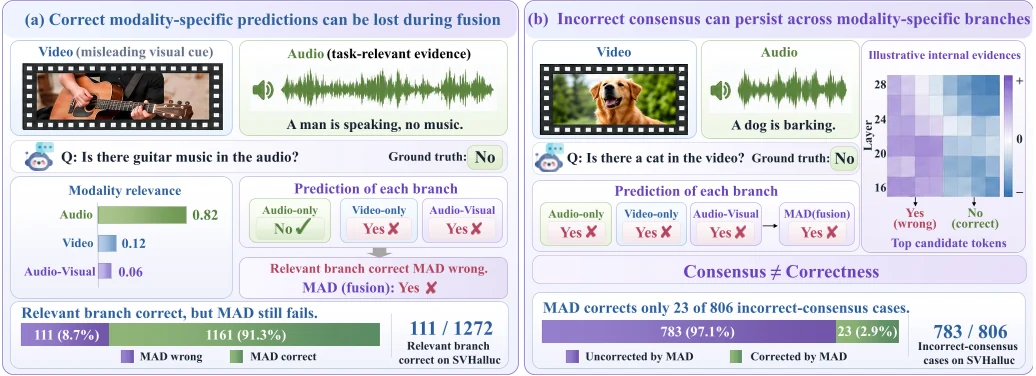 (a) Correct modality-specific predictions can be lost during fusion
Video (misleading visual cue)
Audio (task-relevant evidence)
A man is speaking, no music.
Q: Is there guitar music in the audio?
Ground truth: No
Modality relevance
Audio 0.82
Video 0.12
Audio-Visual 0.06
Prediction of each branch
Audio-only Video-only Audio-Visual
No ✓ Yes ✘ Yes ✘
Relevant branch correct MAD wrong.
MAD (fusion): Yes ✘
Relevant branch correct, but MAD still fails.
111 (8.7%) 1161 (91.3%)
MAD wrong MAD correct
111 / 1272
Relevant branch
correct on SVHalluc
(b) Incorrect consensus can persist across modality-specific branches
Video
Audio
A dog is barking.
Q: Is there a cat in the video? Ground truth: No
Prediction of each branch
Audio-only Video-only Audio-Visual MAD(fusion)
Yes ✘ Yes ✘ Yes ✘ Yes ✘
Illustrative internal evidences
Layer
28
24
20
16
+
0
−
Yes No
(wrong) (correct)
Top candidate tokens
Consensus ≠ Correctness
MAD corrects only 23 of 806 incorrect-consensus cases.
783 (97.1%) 23 (2.9%)
Uncorrected by MAD Corrected by MAD
783 / 806
Incorrect-consensus
cases on SVHalluc